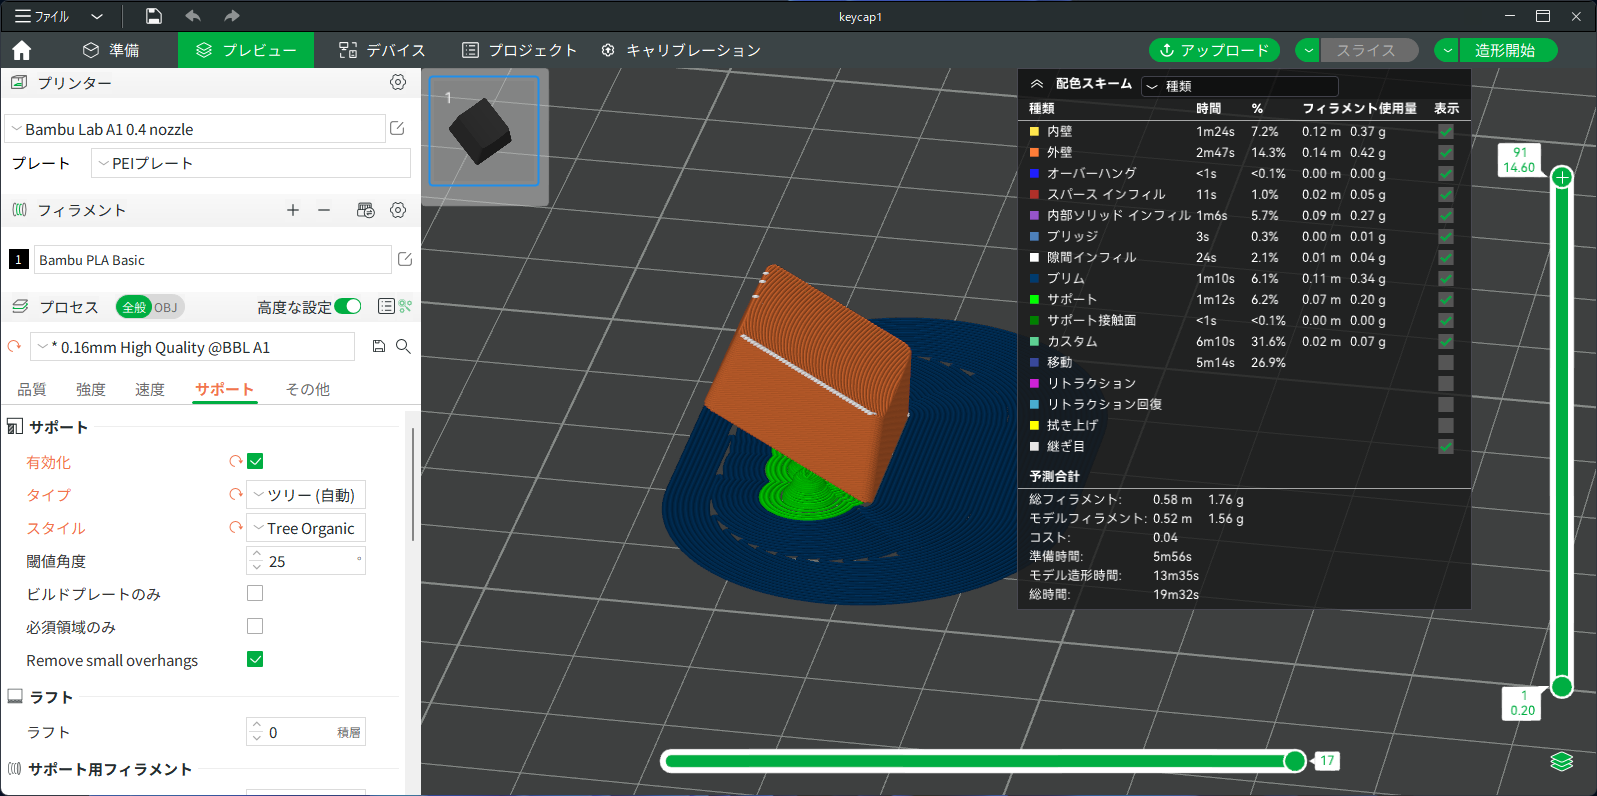 ファイル
keycap1
準備
プレビュー
デバイス
プロジェクト
キャリブレーション
アップロード
スライス
造形開始
プリンター
Bambu Lab A1 0.4 nozzle
プレート
PEIプレート
フィラメント
1
Bambu PLA Basic
プロセス
全般
OBJ
高度な設定
* 0.16mm High Quality @BBL A1
品質
強度
速度
サポート
その他
サポート
有効化
タイプ
ツリー (自動)
スタイル
Tree Organic
閾値角度
25
°
ビルドプレートのみ
必須領域のみ
Remove small overhangs
ラフト
ラフト
0
積層
サポート用フィラメント
1
配色スキーム
種類
種類 時間 % フィラメント使用量 表示
内壁 1m24s 7.2% 0.12 m 0.37 g
外壁 2m47s 14.3% 0.14 m 0.42 g
オーバーハング <1s <0.1% 0.00 m 0.00 g
スパース インフィル 11s 1.0% 0.02 m 0.05 g
内部ソリッド インフィル 1m6s 5.7% 0.09 m 0.27 g
ブリッジ 3s 0.3% 0.00 m 0.01 g
隙間インフィル 24s 2.1% 0.01 m 0.04 g
ブリム 1m10s 6.1% 0.11 m 0.34 g
サポート 1m12s 6.2% 0.07 m 0.20 g
サポート接触面 <1s <0.1% 0.00 m 0.00 g
カスタム 6m10s 31.6% 0.02 m 0.07 g
移動 5m14s 26.9%
リトラクション
リトラクション回復
拭き上げ
継ぎ目
予測合計
総フィラメント: 0.58 m 1.76 g
モデルフィラメント: 0.52 m 1.56 g
コスト: 0.04
準備時間: 5m56s
モデル造形時間: 13m35s
総時間: 19m32s
91
14.60
1
0.20
17